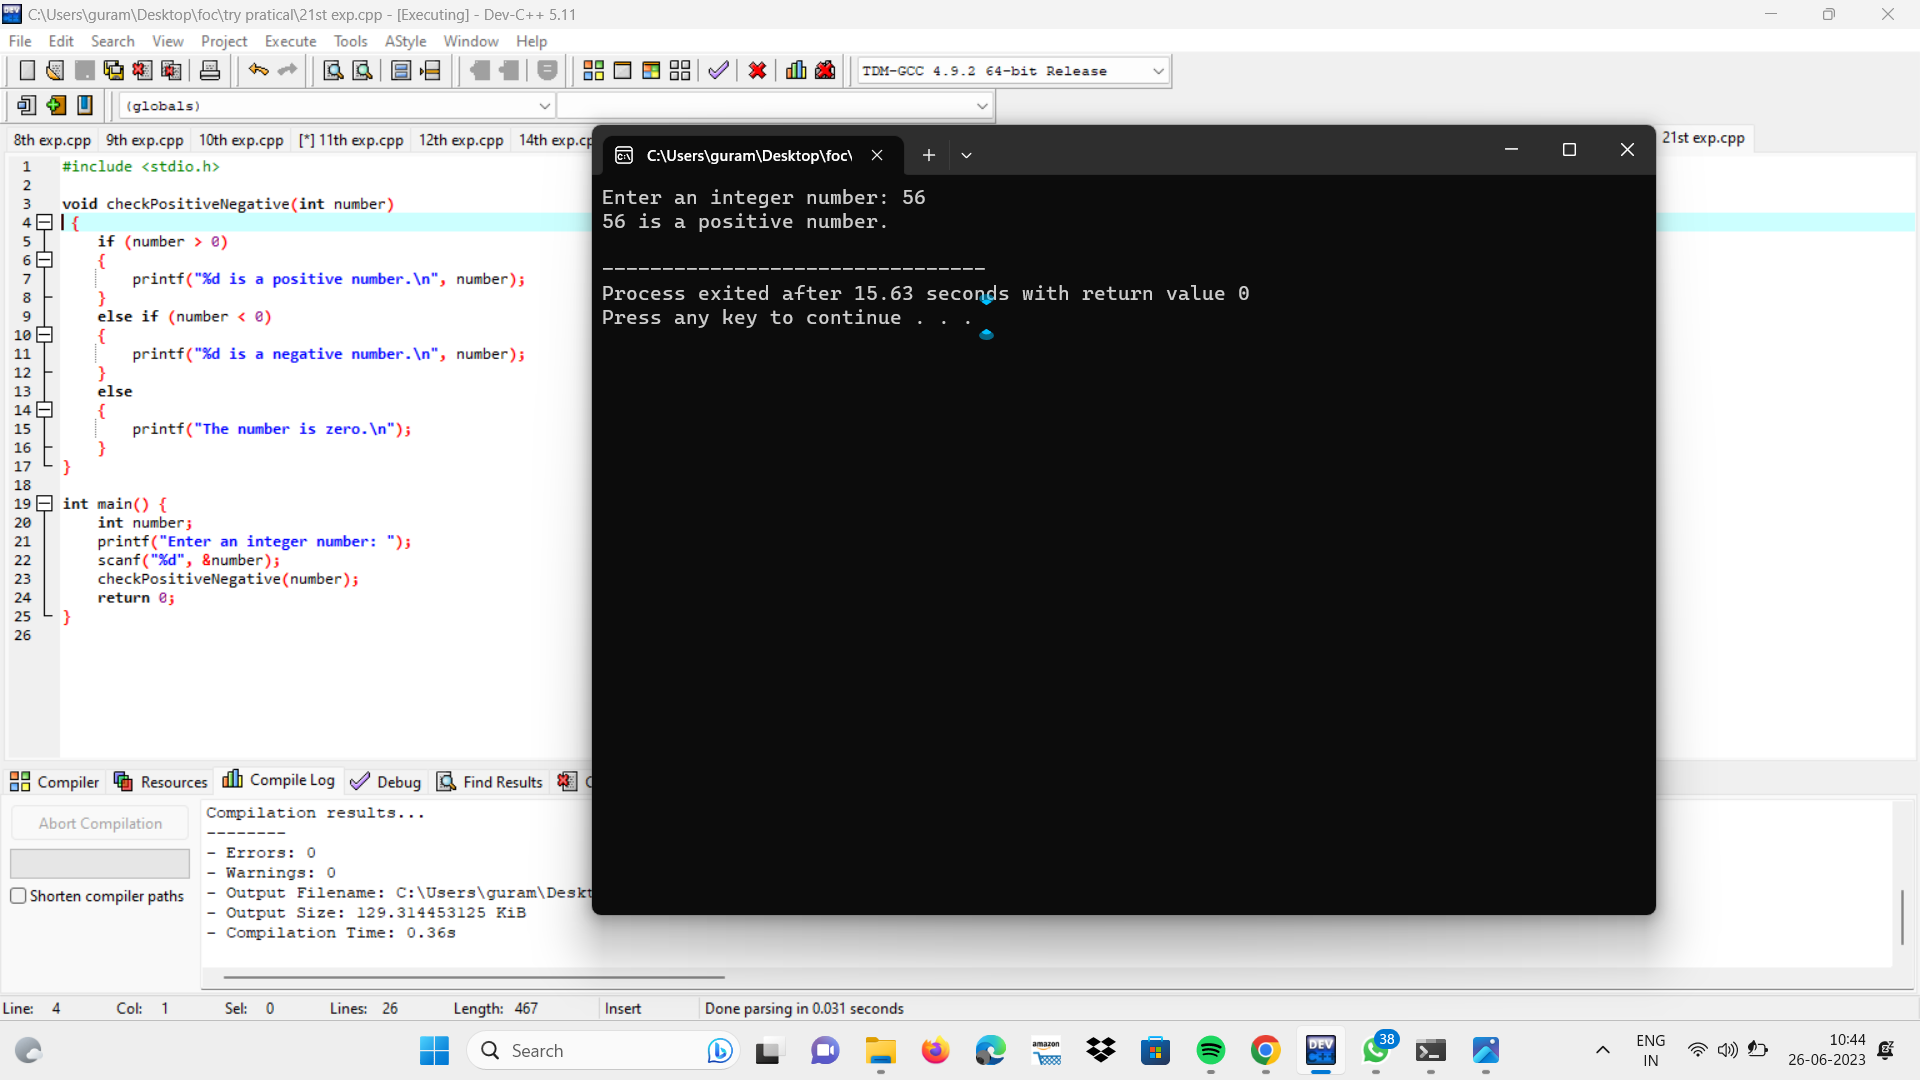 C:\Users\guram\Desktop\foc\try pratical\21st exp.cpp - [Executing] - Dev-C++ 5.11
File Edit Search View Project Execute Tools AStyle Window Help
TDM-GCC 4.9.2 64-bit Release
(globals)
8th exp.cpp 9th exp.cpp 10th exp.cpp [*] 11th exp.cpp 12th exp.cpp 14th exp.c 21st exp.cpp
1 #include <stdio.h>
2
3 void checkPositiveNegative(int number)
4 {
5 if (number > 0)
6 {
7 printf("%d is a positive number.\n", number);
8 }
9 else if (number < 0)
10 {
11 printf("%d is a negative number.\n", number);
12 }
13 else
14 {
15 printf("The number is zero.\n");
16 }
17 }
18
19 int main() {
20 int number;
21 printf("Enter an integer number: ");
22 scanf("%d", &number);
23 checkPositiveNegative(number);
24 return 0;
25 }
26
C:\Users\guram\Desktop\foc\
Enter an integer number: 56
56 is a positive number.
--------------------------------
Process exited after 15.63 seconds with return value 0
Press any key to continue . . .
Compiler Resources Compile Log Debug Find Results
Abort Compilation
Shorten compiler paths
Compilation results...
--------
- Errors: 0
- Warnings: 0
- Output Filename: C:\Users\guram\Deskt
- Output Size: 129.314453125 KiB
- Compilation Time: 0.36s
Line: 4 Col: 1 Sel: 0 Lines: 26 Length: 467 Insert Done parsing in 0.031 seconds
Search
amazon
DEV
38
ENG
IN
10:44
26-06-2023